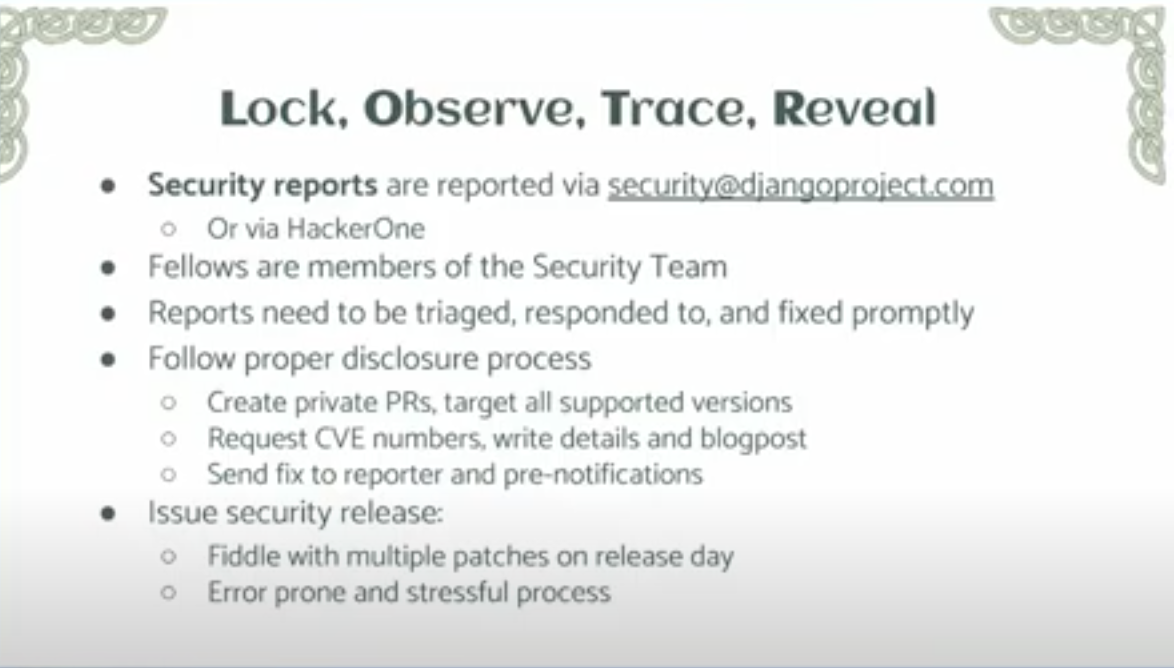 Lock, Observe, Trace, Reveal
● Security reports are reported via security@djangoproject.com
○ Or via HackerOne
● Fellows are members of the Security Team
● Reports need to be triaged, responded to, and fixed promptly
● Follow proper disclosure process
○ Create private PRs, target all supported versions
○ Request CVE numbers, write details and blogpost
○ Send fix to reporter and pre-notifications
● Issue security release:
○ Fiddle with multiple patches on release day
○ Error prone and stressful process